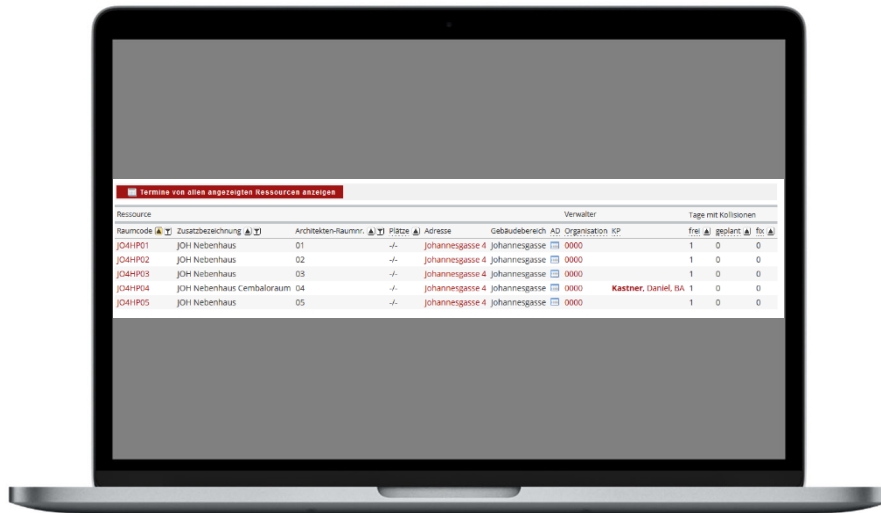 Termine von allen angezeigten Ressourcen anzeigen
Ressource Verwalter Tage mit Kollisionen
Raumcode Zusatzbezeichnung Architekten-Raumnr. Plätze Adresse Gebäudebereich AD Organisation KP frei geplant fix
JO4HP01 JOH Nebenhaus 01 -/- Johannesgasse 4 Johannesgasse 0000 1 0 0
JO4HP02 JOH Nebenhaus 02 -/- Johannesgasse 4 Johannesgasse 0000 1 0 0
JO4HP03 JOH Nebenhaus 03 -/- Johannesgasse 4 Johannesgasse 0000 1 0 0
JO4HP04 JOH Nebenhaus Cembaloraum 04 -/- Johannesgasse 4 Johannesgasse 0000 Kastner, Daniel, BA 1 0 0
JO4HP05 JOH Nebenhaus 05 -/- Johannesgasse 4 Johannesgasse 0000 1 0 0